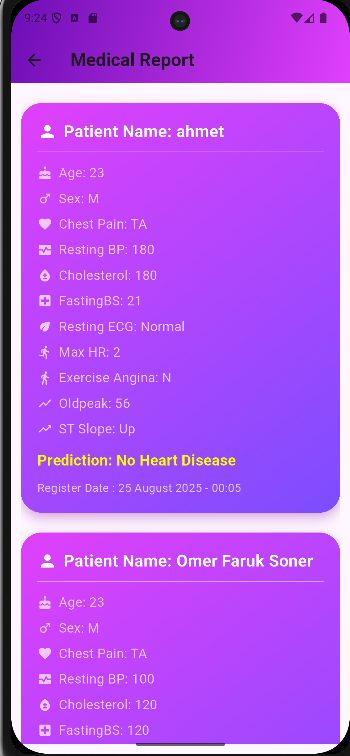 9:24
Medical Report
Patient Name: ahmet
Age: 23
Sex: M
Chest Pain: TA
Resting BP: 180
Cholesterol: 180
FastingBS: 21
Resting ECG: Normal
Max HR: 2
Exercise Angina: N
Oldpeak: 56
ST Slope: Up
Prediction: No Heart Disease
Register Date : 25 August 2025 - 00:05
Patient Name: Omer Faruk Soner
Age: 23
Sex: M
Chest Pain: TA
Resting BP: 100
Cholesterol: 120
FastingBS: 120